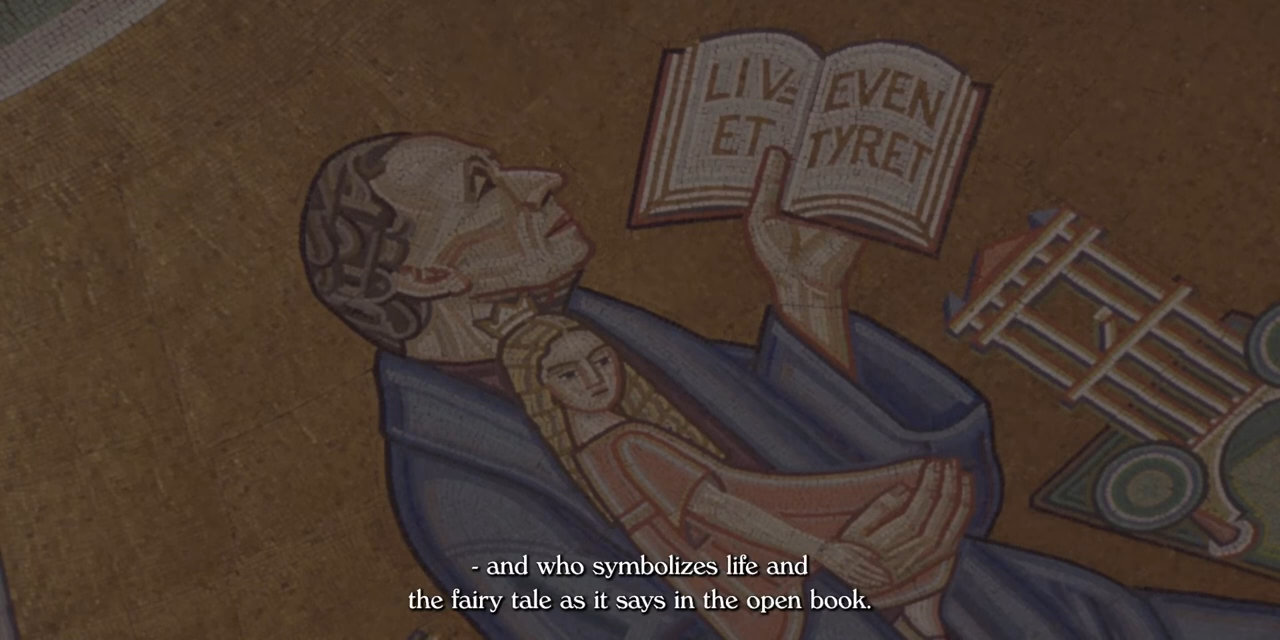 LIV EVEN
ET TYRET
- and who symbolizes life and
the fairy tale as it says in the open book.